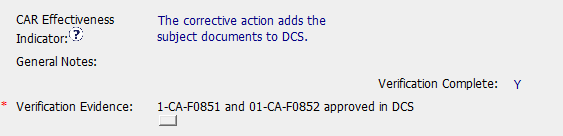 CAR Effectiveness The corrective action adds the
Indicator:? subject documents to DCS.
General Notes:
Verification Complete: Y
* Verification Evidence: 1-CA-F0851 and 01-CA-F0852 approved in DCS